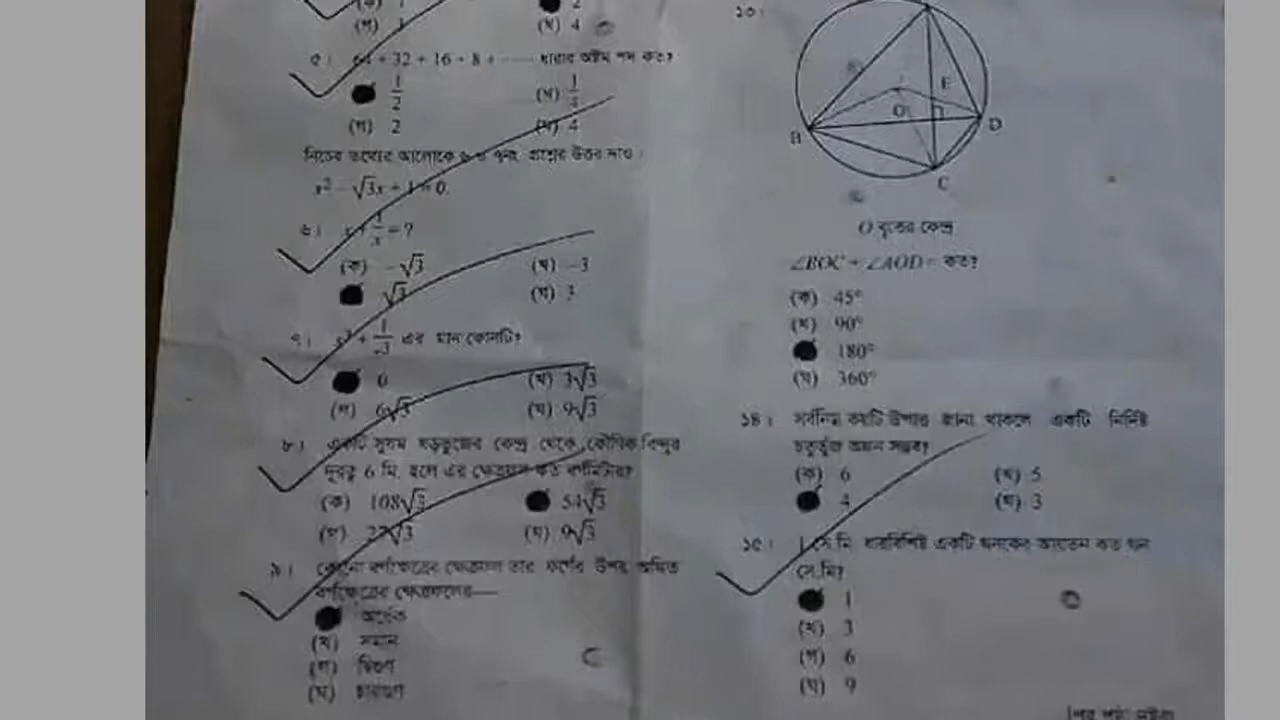 (ক) 1
2
(গ)
(ঘ) 4
৫। 64 + 32 + 16 + 8 + ...... ধারার অষ্টম পদ কত?
1/2
(খ) 1/4
(গ) 2
(ঘ) 4
নিচের তথ্যের আলোকে ৬ ও ৭নং প্রশ্নের উত্তর দাও :
x² − √3x + 1 = 0.
৬। x + 1/x = ?
(ক) −√3
(খ) −3
√3
(ঘ) 3
৭। x³ + 1/x³ এর মান কোনটি?
0
(খ) 3√3
(গ) 6√3
(ঘ) 9√3
৮। একটি সুষম ষড়ভুজের কেন্দ্র থেকে কৌণিক বিন্দুর
দূরত্ব 6 মি. হলে এর ক্ষেত্রফল কত বর্গমিটার?
(ক) 108√3
54√3
(গ) 27√3
(ঘ) 9√3
৯। কোনো বর্গক্ষেত্রের ক্ষেত্রফল তার কর্ণের উপর অঙ্কিত
বর্গক্ষেত্রের ক্ষেত্রফলের—
অর্ধেক
(খ) সমান
(গ) দ্বিগুণ
(ঘ) চারগুণ
১৩।
E
O
B
D
C
O বৃত্তের কেন্দ্র
∠BOC + ∠AOD = কত?
(ক) 45°
(খ) 90°
180°
(ঘ) 360°
১৪। সর্বনিম্ন কয়টি উপাত্ত জানা থাকলে একটি নির্দিষ্ট
চতুর্ভুজ অঙ্কন সম্ভব?
(ক) 6
(খ) 5
4
(ঘ) 3
১৫। 1 সে.মি. ধারবিশিষ্ট একটি ঘনকের আয়তন কত ঘন
সে.মি?
1
(খ) 3
(গ) 6
(ঘ) 9